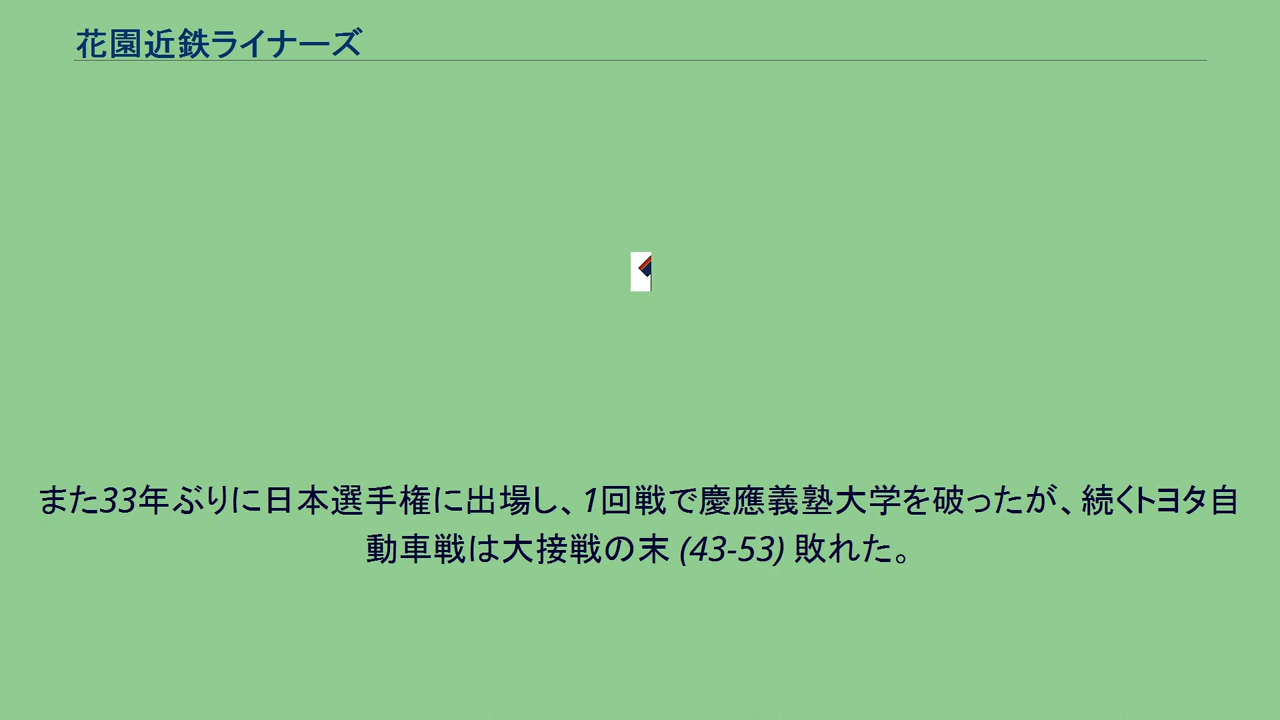 花園近鉄ライナーズ
また33年ぶりに日本選手権に出場し、1回戦で慶應義塾大学を破ったが、続くトヨタ自
動車戦は大接戦の末 (43-53) 敗れた。